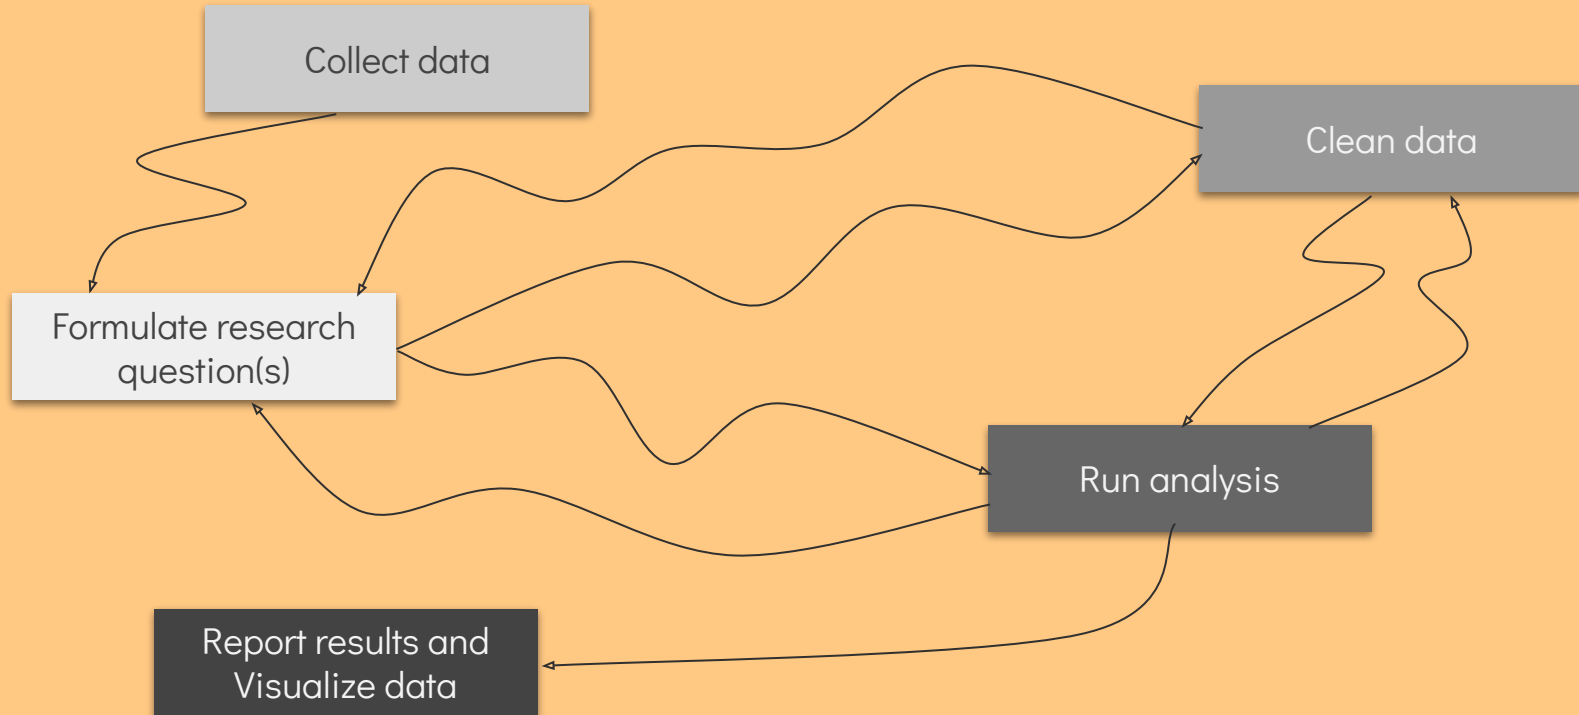 Collect data
Clean data
Formulate research
question(s)
Run analysis
Report results and
Visualize data